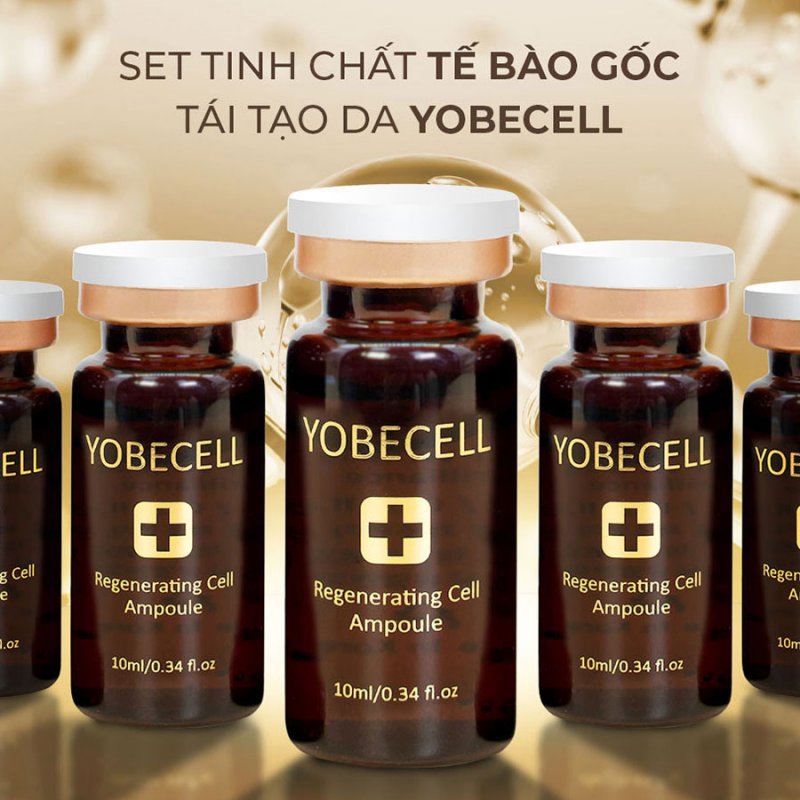 SET TINH CHẤT TẾ BÀO GỐC
TÁI TẠO DA YOBECELL
YOBECELL
Regenerating Cell
Ampoule
10ml/0.34 fl.oz
YOBECELL
Regenerating Cell
Ampoule
10ml/0.34 fl.oz
YOBECELL
Regenerating Cell
Ampoule
10ml/0.34 fl.oz